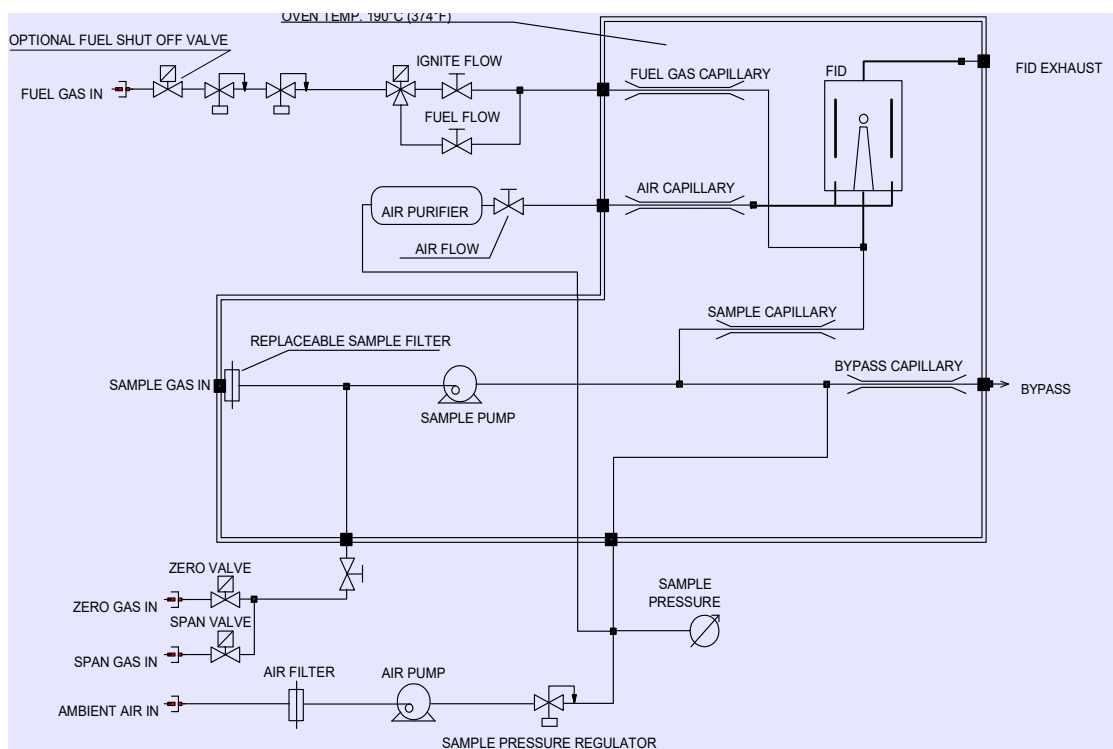 OVEN TEMP. 190°C (374°F)
OPTIONAL FUEL SHUT OFF VALVE
IGNITE FLOW
FUEL GAS CAPILLARY
FID
FID EXHAUST
FUEL GAS IN
FUEL FLOW
AIR CAPILLARY
AIR PURIFIER
AIR FLOW
SAMPLE CAPILLARY
REPLACEABLE SAMPLE FILTER
BYPASS CAPILLARY
SAMPLE GAS IN
BYPASS
SAMPLE PUMP
ZERO VALVE
SAMPLE
PRESSURE
ZERO GAS IN
SPAN VALVE
SPAN GAS IN
AIR FILTER
AIR PUMP
AMBIENT AIR IN
SAMPLE PRESSURE REGULATOR